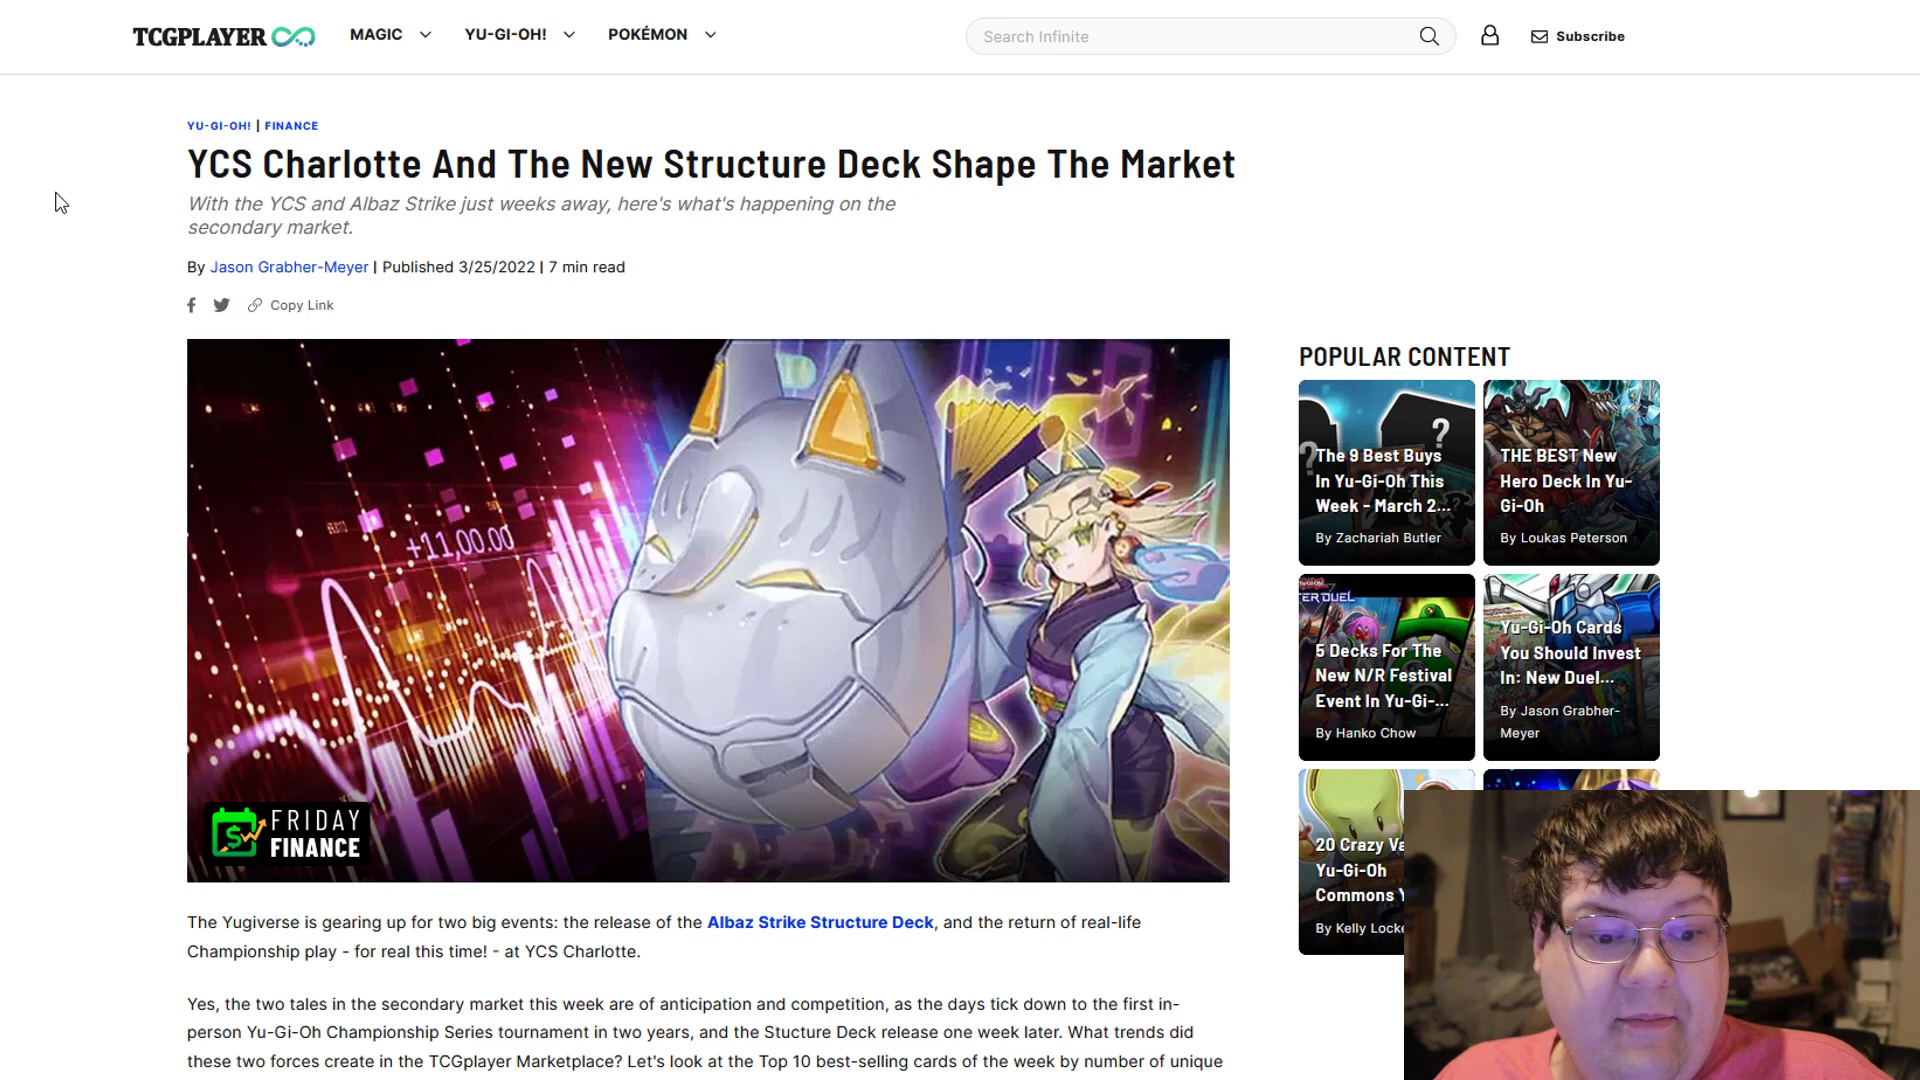 TCGPLAYER
MAGIC
YU-GI-OH!
POKÉMON
Search Infinite
Subscribe
YU-GI-OH! | FINANCE
YCS Charlotte And The New Structure Deck Shape The Market
With the YCS and Albaz Strike just weeks away, here's what's happening on the
secondary market.
By Jason Grabher-Meyer | Published 3/25/2022 | 7 min read
Copy Link
+11,00.00
FRIDAY
FINANCE
The Yugiverse is gearing up for two big events: the release of the Albaz Strike Structure Deck, and the return of real-life
Championship play - for real this time! - at YCS Charlotte.
Yes, the two tales in the secondary market this week are of anticipation and competition, as the days tick down to the first in-
person Yu-Gi-Oh Championship Series tournament in two years, and the Stucture Deck release one week later. What trends did
these two forces create in the TCGplayer Marketplace? Let's look at the Top 10 best-selling cards of the week by number of unique
POPULAR CONTENT
The 9 Best Buys
In Yu-Gi-Oh This
Week - March 2...
By Zachariah Butler
THE BEST New
Hero Deck In Yu-
Gi-Oh
By Loukas Peterson
5 Decks For The
New N/R Festival
Event In Yu-Gi-...
By Hanko Chow
Yu-Gi-Oh Cards
You Should Invest
In: New Duel...
By Jason Grabher-
Meyer
20 Crazy Va
Yu-Gi-Oh
Commons Y
By Kelly Locke